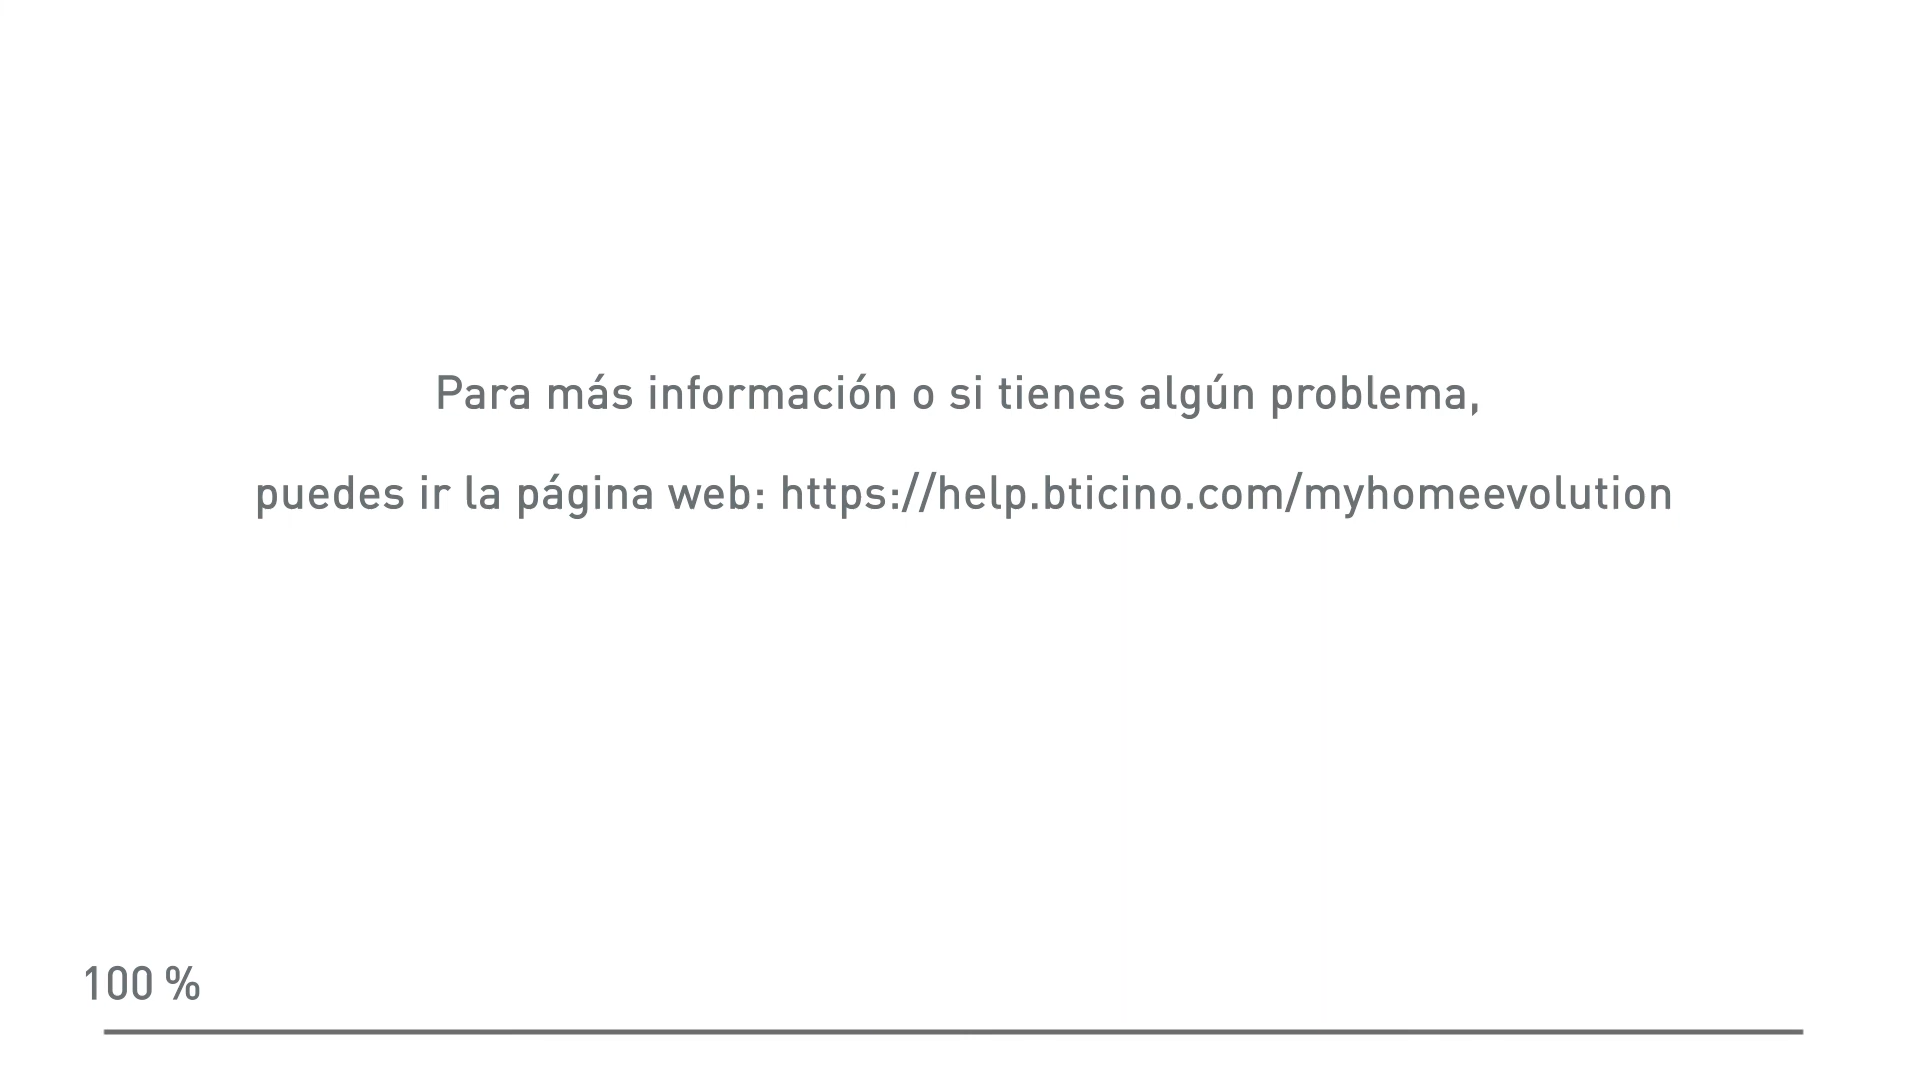 Para más información o si tienes algún problema,
puedes ir la página web: https://help.bticino.com/myhomeevolution
100 %